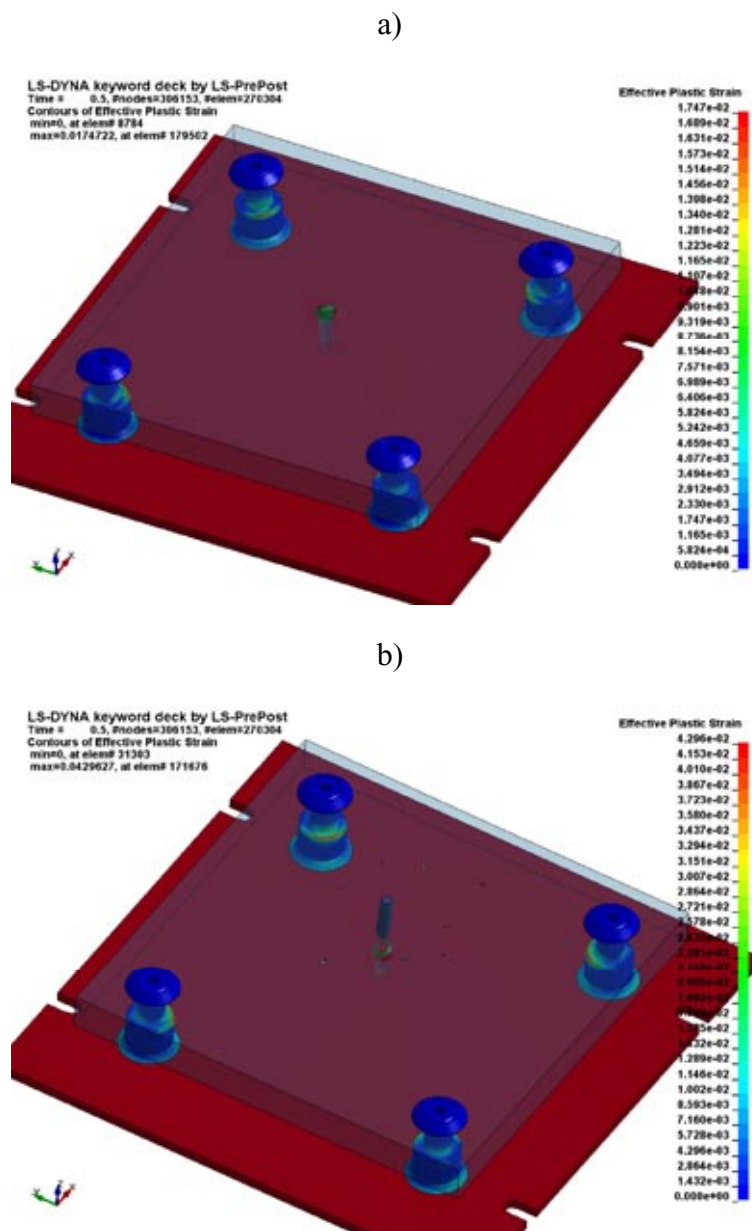 a)
LS-DYNA keyword deck by LS-PrePost
Time = 0.5, #nodes=306153, #elem=270304
Contours of Effective Plastic Strain
min=0, at elem# 8784
max=0.0174722, at elem# 179502
Effective Plastic Strain
1.747e-02
1.689e-02
1.631e-02
1.573e-02
1.514e-02
1.456e-02
1.398e-02
1.340e-02
1.281e-02
1.223e-02
1.165e-02
9.319e-03
8.154e-03
7.571e-03
6.989e-03
6.406e-03
5.824e-03
5.242e-03
4.659e-03
4.077e-03
3.494e-03
2.912e-03
2.330e-03
1.747e-03
1.165e-03
5.824e-04
0.000e+00
Z
Y
X
b)
LS-DYNA keyword deck by LS-PrePost
Time = 0.5, #nodes=306153, #elem=270304
Contours of Effective Plastic Strain
min=0, at elem# 31303
max=0.0429627, at elem# 171676
Effective Plastic Strain
4.296e-02
4.153e-02
4.010e-02
3.867e-02
3.723e-02
3.580e-02
3.437e-02
3.294e-02
3.151e-02
3.007e-02
2.864e-02
2.721e-02
1.289e-02
1.146e-02
1.002e-02
8.593e-03
7.160e-03
5.728e-03
4.296e-03
2.864e-03
1.432e-03
0.000e+00
Z
Y
X